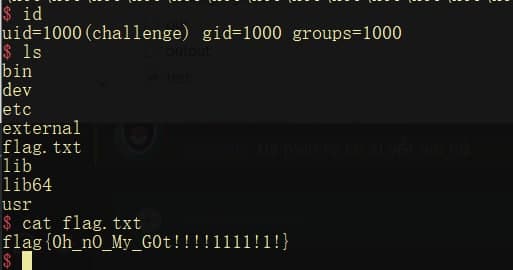 $ id
uid=1000(challenge) gid=1000 groups=1000
$ ls
bin
dev
etc
external
flag.txt
lib
lib64
usr
$ cat flag.txt
flag{0h_nO_My_G0t!!!!1111!1!}
$